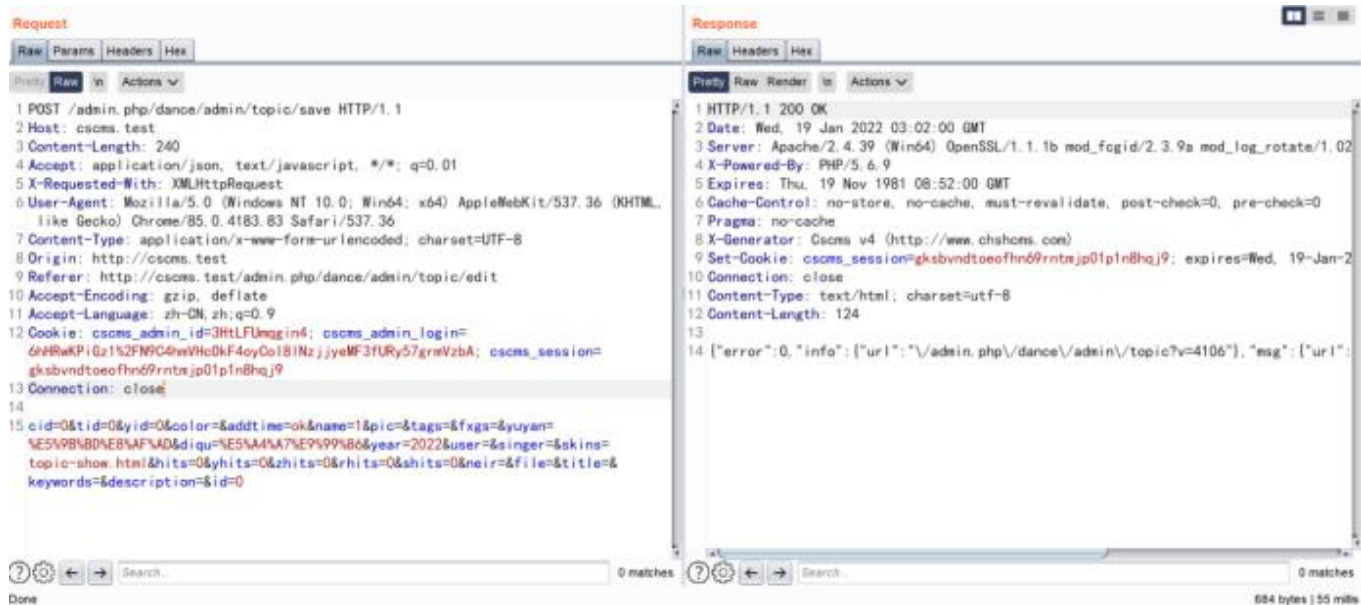 Request
Raw Params Headers Hex
Pretty Raw \n Actions
1 POST /admin.php/dance/admin/topic/save HTTP/1.1
2 Host: cscms.test
3 Content-Length: 240
4 Accept: application/json, text/javascript, */*; q=0.01
5 X-Requested-With: XMLHttpRequest
6 User-Agent: Mozilla/5.0 (Windows NT 10.0; Win64; x64) AppleWebKit/537.36 (KHTML,
like Gecko) Chrome/85.0.4183.83 Safari/537.36
7 Content-Type: application/x-www-form-urlencoded; charset=UTF-8
8 Origin: http://cscms.test
9 Referer: http://cscms.test/admin.php/dance/admin/topic/edit
10 Accept-Encoding: gzip, deflate
11 Accept-Language: zh-CN,zh;q=0.9
12 Cookie: cscms_admin_id=3HtLFUmqgin4; cscms_admin_login=
cscms_session=
gksbvndtoeofhn69rntmjp01p1n8hqj9
13 Connection: close
14
15 cid=0&tid=0&yid=0&color=&addtime=ok&name=1&pic=&tags=&fxgs=&yuyan=
%E5%9B%BD%E8%AF%AD&diqu=%E5%A4%A7%E9%99%86&year=2022&user=&singer=&skins=
topic-show.html&hits=0&yhits=0&zhits=0&rhits=0&shits=0&neir=&file=&title=&
keywords=&description=&id=0
Search...
0 matches
Done
Response
Raw Headers Hex
Pretty Raw Render \n Actions
1 HTTP/1.1 200 OK
2 Date: Wed, 19 Jan 2022 03:02:00 GMT
3 Server: Apache/2.4.39 (Win64) OpenSSL/1.1.1b mod_fcgid/2.3.9a mod_log_rotate/1.02
4 X-Powered-By: PHP/5.6.9
5 Expires: Thu, 19 Nov 1981 08:52:00 GMT
6 Cache-Control: no-store, no-cache, must-revalidate, post-check=0, pre-check=0
7 Pragma: no-cache
8 X-Generator: Cscms v4 (http://www.chshcms.com)
9 Set-Cookie: cscms_session=gksbvndtoeofhn69rntmjp01p1n8hqj9; expires=Wed, 19-Jan-2
10 Connection: close
11 Content-Type: text/html; charset=utf-8
12 Content-Length: 124
13
14 {"error":0,"info":{"url":"\/admin.php\/dance\/admin\/topic?v=4106"},"msg":{"url":
Search...
0 matches
684 bytes | 55 millis